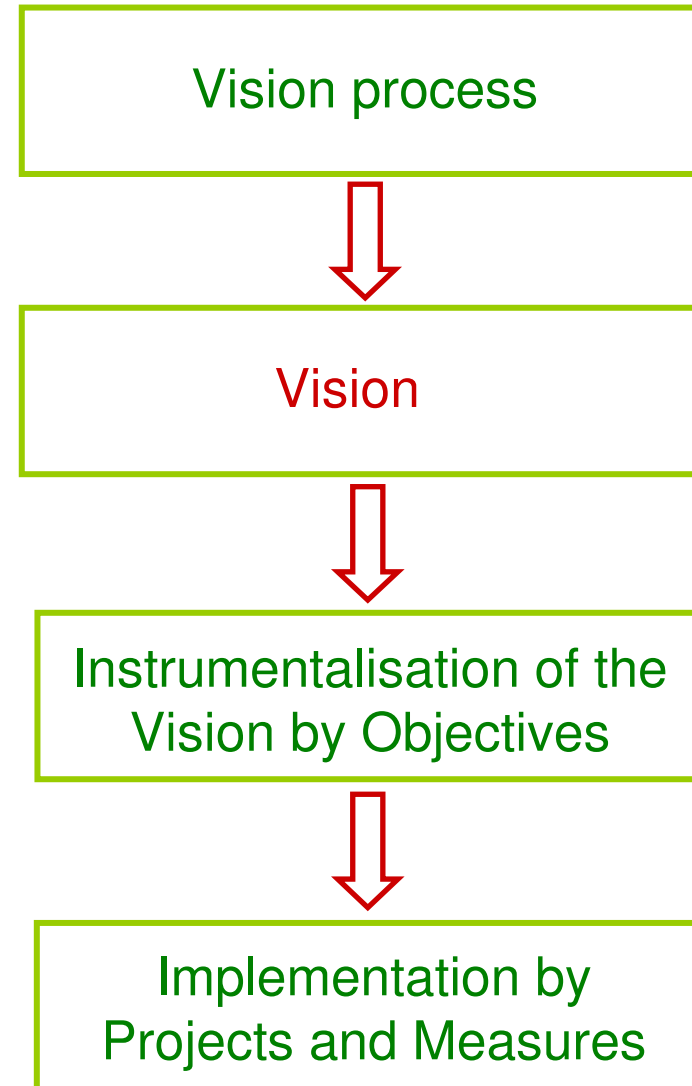 Vision process
Vision
Instrumentalisation of the
Vision by Objectives
Implementation by
Projects and Measures